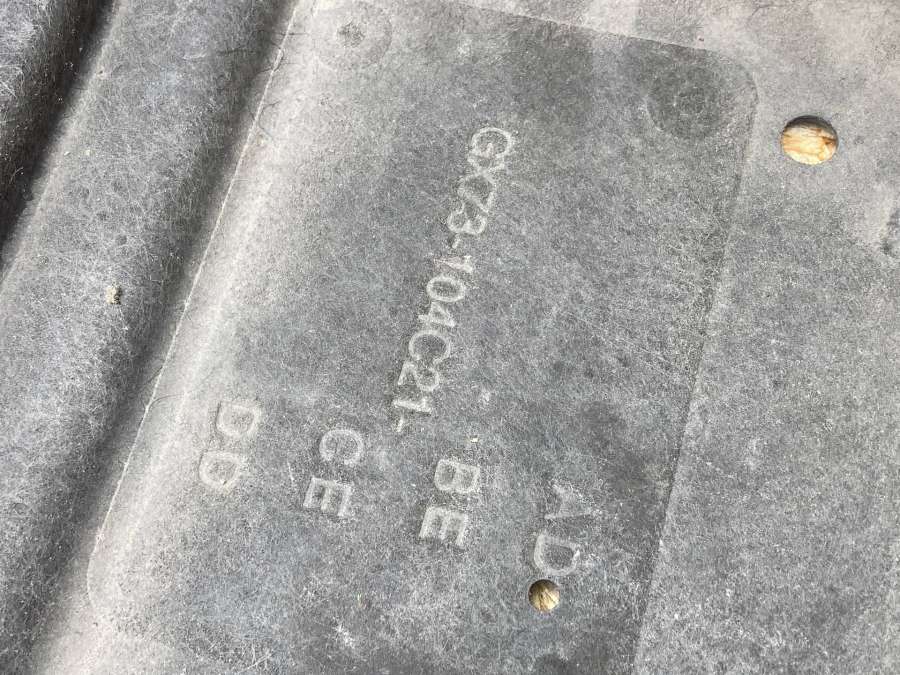 AD
BE
GX73-104C21-
CE
DD